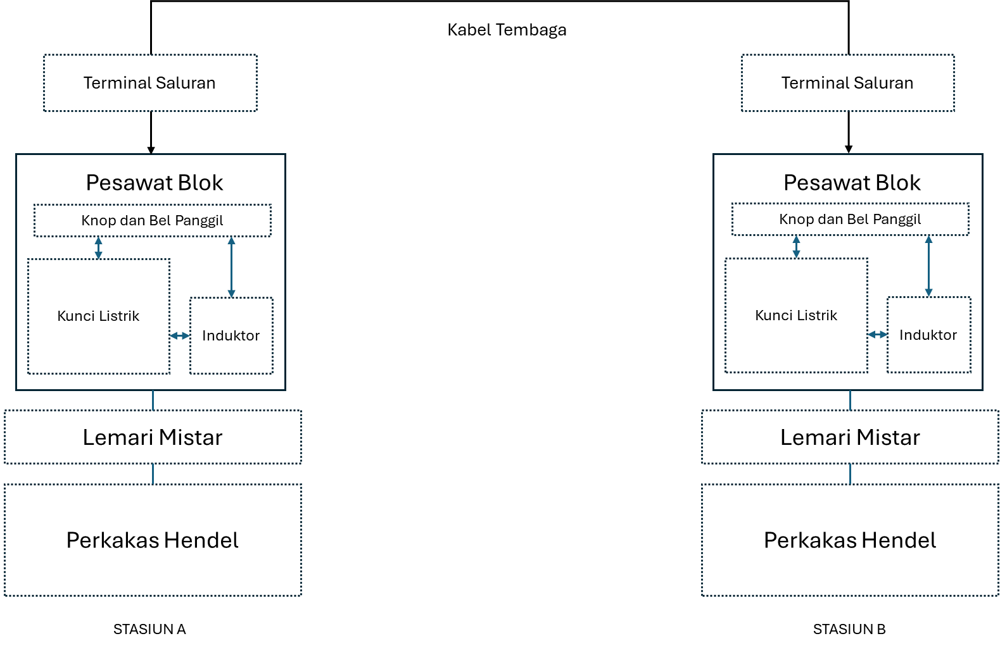 Kabel Tembaga
Terminal Saluran
Terminal Saluran
Pesawat Blok
Knop dan Bel Panggil
Kunci Listrik
Induktor
Pesawat Blok
Knop dan Bel Panggil
Kunci Listrik
Induktor
Lemari Mistar
Lemari Mistar
Perkakas Hendel
Perkakas Hendel
STASIUN A
STASIUN B